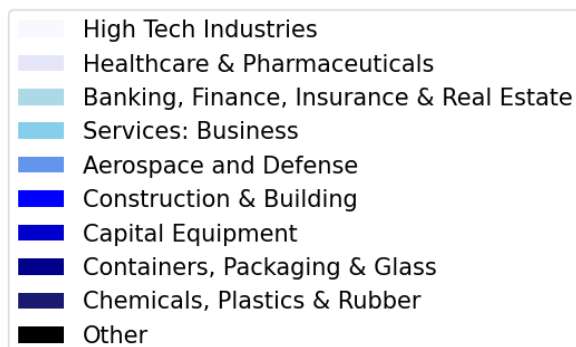 High Tech Industries
Healthcare & Pharmaceuticals
Banking, Finance, Insurance & Real Estate
Services: Business
Aerospace and Defense
Construction & Building
Capital Equipment
Containers, Packaging & Glass
Chemicals, Plastics & Rubber
Other